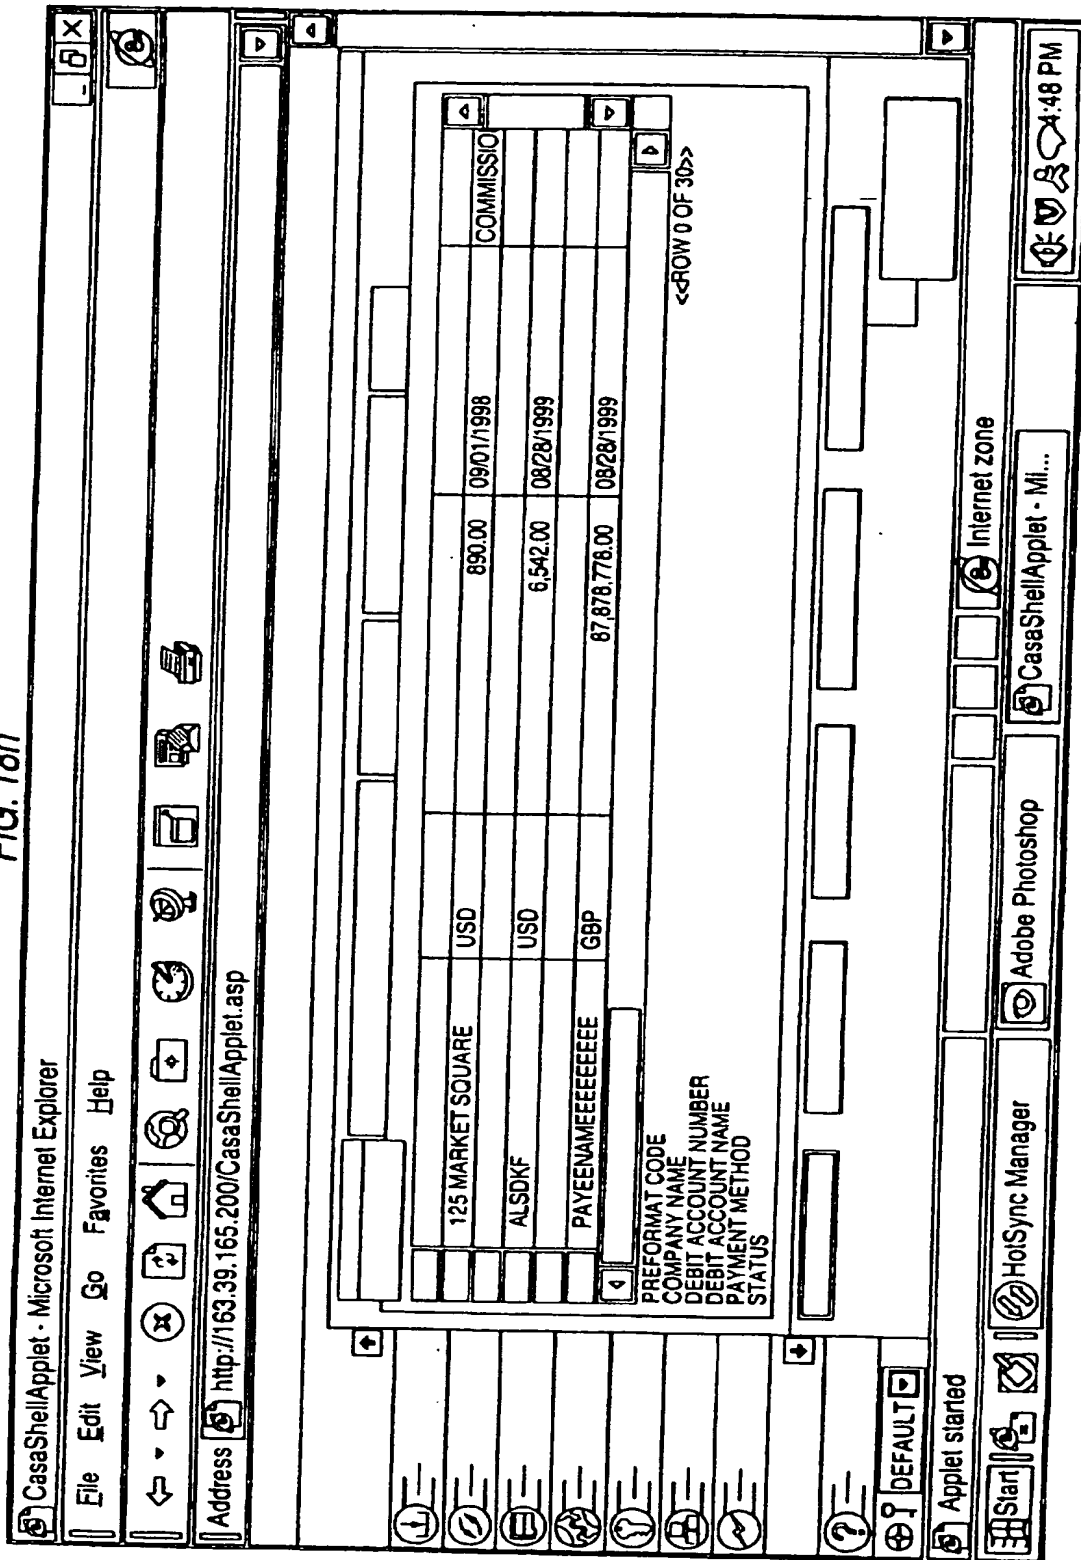 FIG. 18n
CasaShellApplet - Microsoft Internet Explorer
File Edit View Go Favorites Help
Address http://163.39.165.200/CasaShellApplet.asp
125 MARKET SQUARE USD 890.00 09/01/1998 COMMISSIO
ALSDKF USD 6,542.00 08/28/1999
PAYEENAMEEEEEEEEE GBP 87,878,778.00 08/28/1999
<<ROW 0 OF 30>>
PREFORMAT CODE
COMPANY NAME
DEBIT ACCOUNT NUMBER
DEBIT ACCOUNT NAME
PAYMENT METHOD
STATUS
DEFAULT
Applet started Internet zone
Start HotSync Manager Adobe Photoshop CasaShellApplet - Mi... 4:48 PM